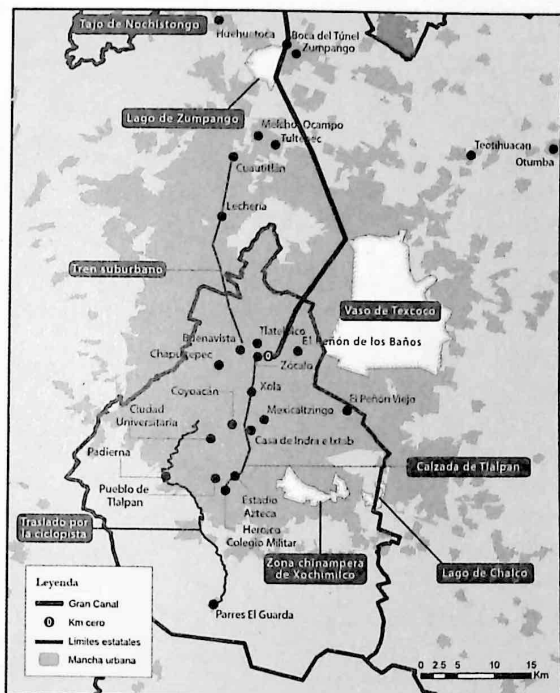 Tajo de Nochistongo
Huehuetoca
Boca del Túnel
Zumpango
Lago de Zumpango
Melchor Ocampo
Tultepec
Teotihuacan
Otumba
Cuautitlán
Lechería
Tren suburbano
Vaso de Texcoco
Tlatelolco
Buenavista
El Peñón de los Baños
Chapultepec
0
Zócalo
Xola
Coyoacán
Mexicaltzingo
El Peñón Viejo
Ciudad
Universitaria
Casa de Indra e Ixtab
Padierna
Calzada de Tlalpan
Pueblo de
Tlalpan
Estadio
Azteca
Traslado por
la ciclopista
Heroico
Colegio Militar
Zona chinampera
de Xochimilco
Lago de Chalco
Parres El Guarda
Leyenda
Gran Canal
0 Km cero
Límites estatales
Mancha urbana
0 2.5 5 10 15
Km